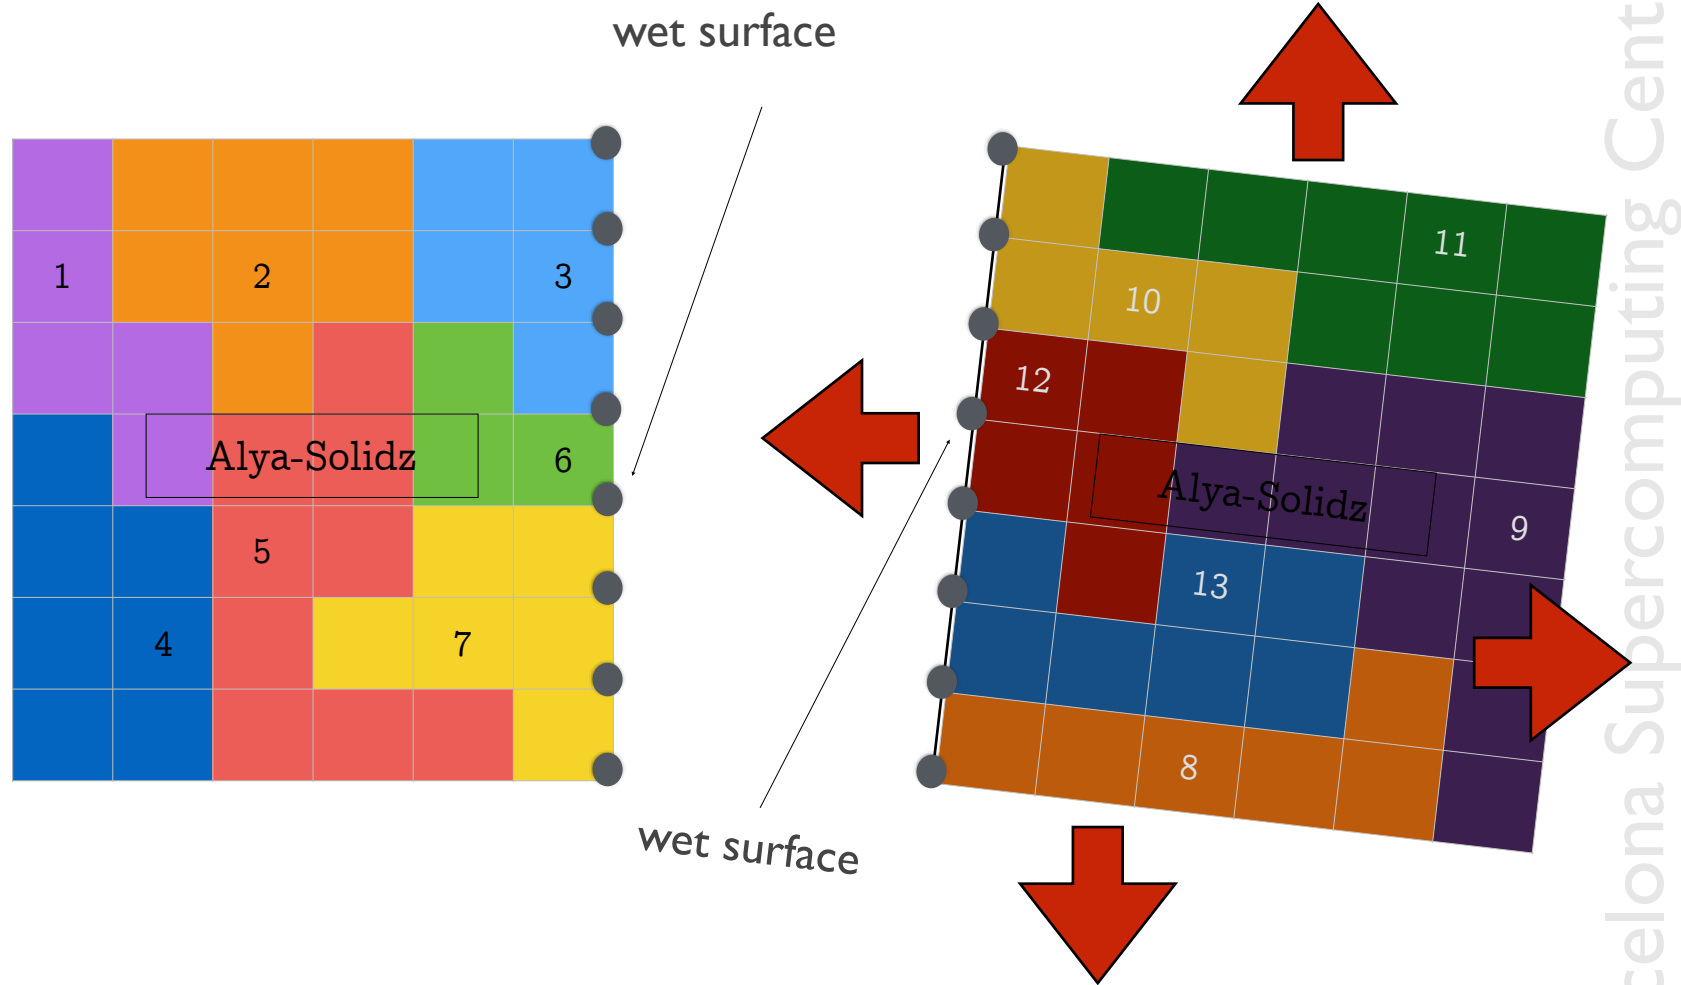 wet surface
1
2
3
Alya-Solidz
6
5
4
7
wet surface
11
10
12
Alya-Solidz
9
13
8
celona Supercomputing Cent